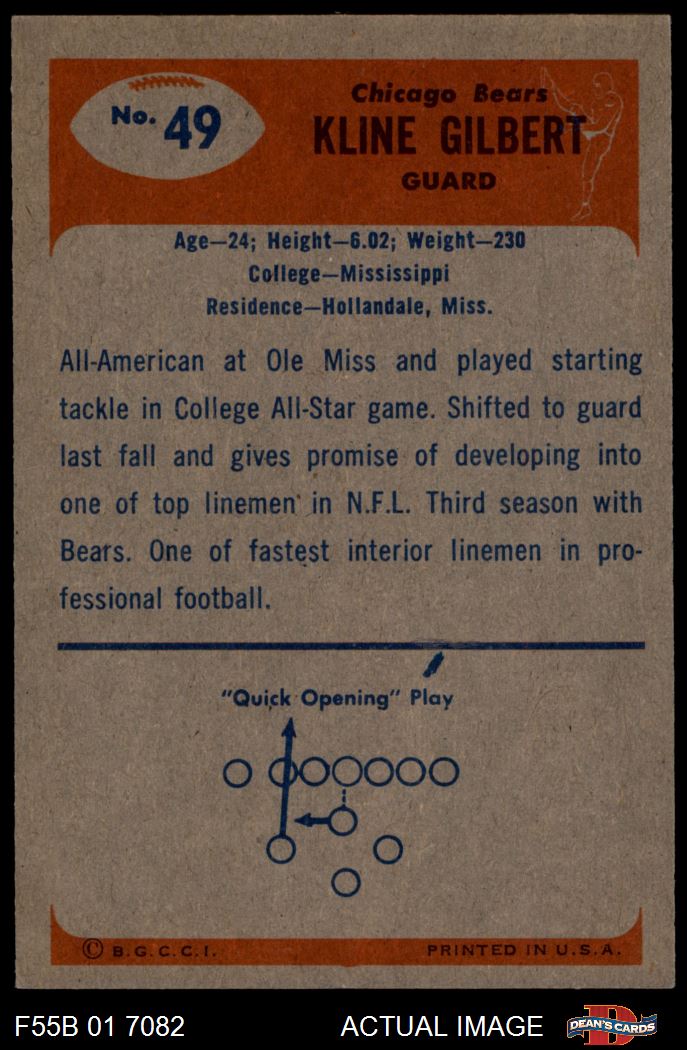 No. 49
Chicago Bears
KLINE GILBERT
GUARD
Age—24; Height—6.02; Weight—230
College—Mississippi
Residence—Hollandale, Miss.
All-American at Ole Miss and played starting
tackle in College All-Star game. Shifted to guard
last fall and gives promise of developing into
one of top linemen in N.F.L. Third season with
Bears. One of fastest interior linemen in pro-
fessional football.
"Quick Opening" Play
© B.G.C.C.I. PRINTED IN U.S.A.
F55B 01 7082 ACTUAL IMAGE D DEAN'S CARDS